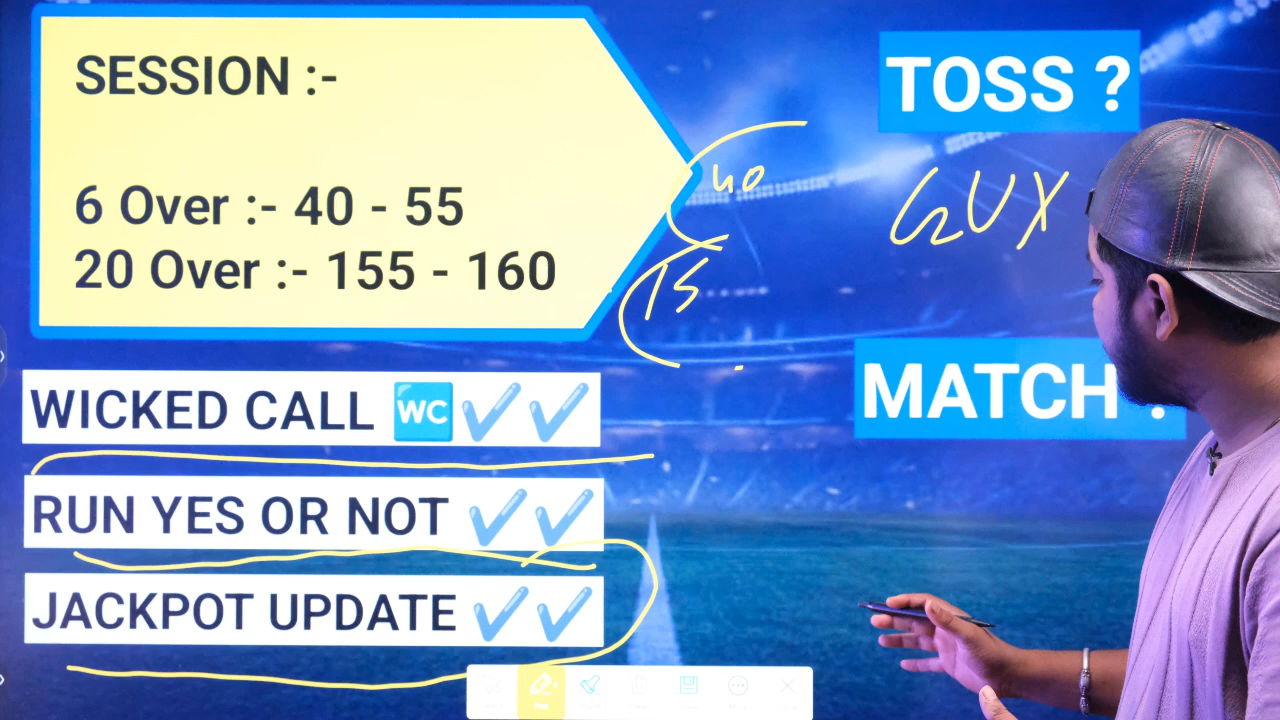 SESSION :-
6 Over :- 40 - 55
20 Over :- 155 - 160
WICKED CALL WC
RUN YES OR NOT
JACKPOT UPDATE
TOSS ?
GUX
MATCH ?
40